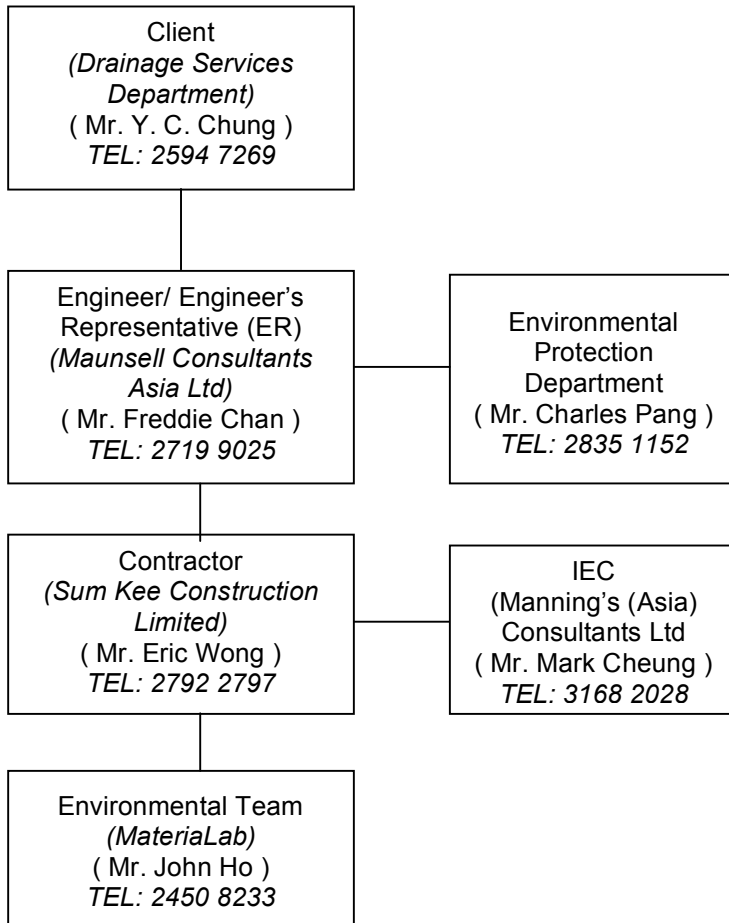 Client
(Drainage Services
Department)
( Mr. Y. C. Chung )
TEL: 2594 7269
Engineer/ Engineer’s
Representative (ER)
(Maunsell Consultants
Asia Ltd)
( Mr. Freddie Chan )
TEL: 2719 9025
Environmental
Protection
Department
( Mr. Charles Pang )
TEL: 2835 1152
Contractor
(Sum Kee Construction
Limited)
( Mr. Eric Wong )
TEL: 2792 2797
IEC
(Manning’s (Asia)
Consultants Ltd
( Mr. Mark Cheung )
TEL: 3168 2028
Environmental Team
(MateriaLab)
( Mr. John Ho )
TEL: 2450 8233